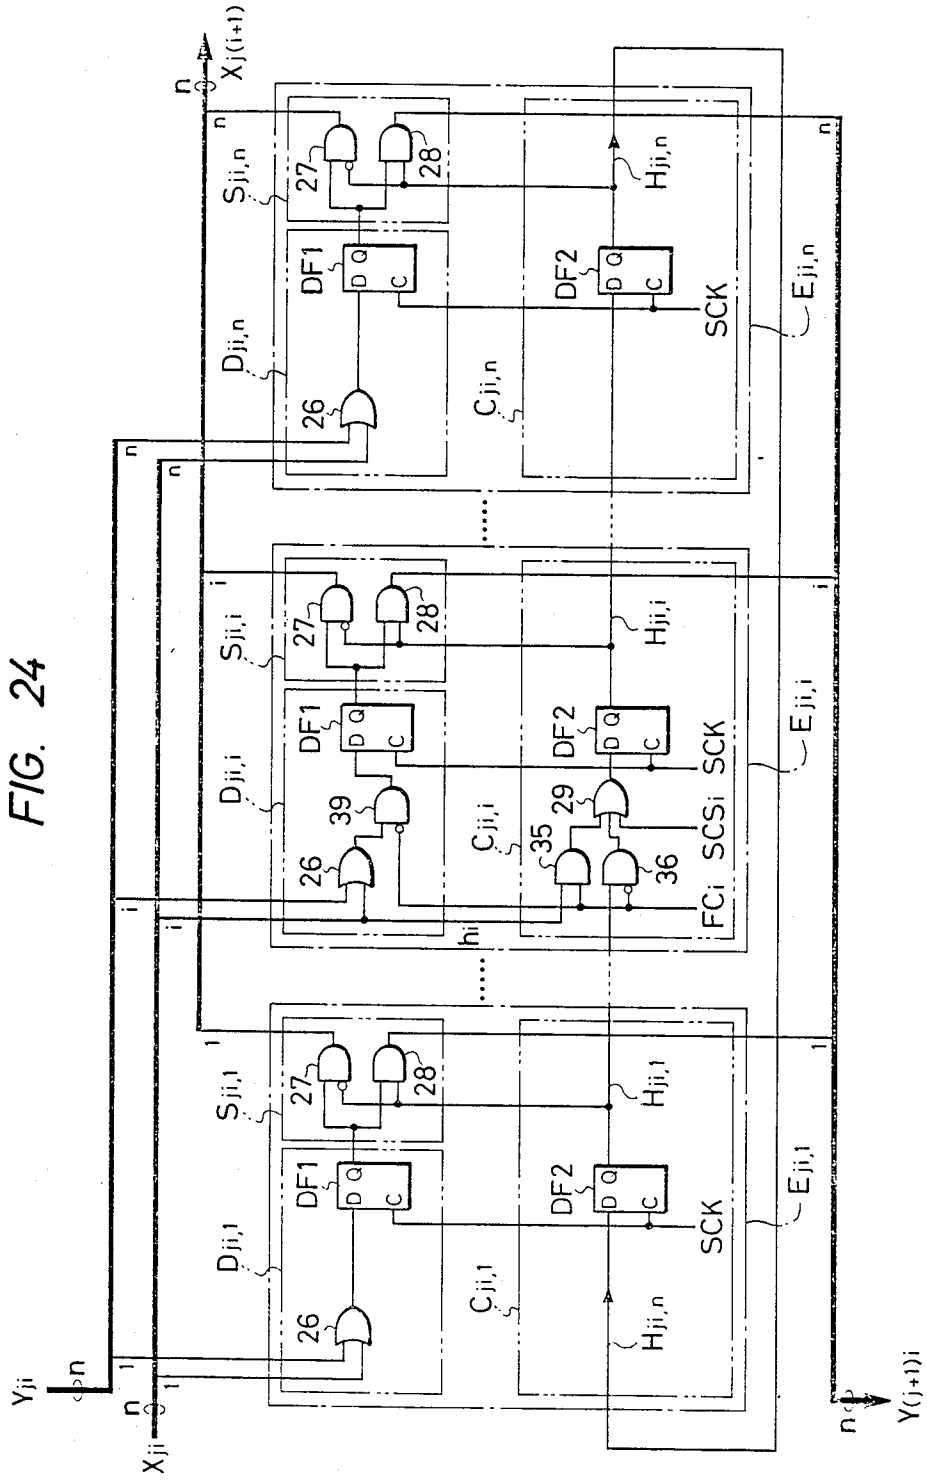 FIG. 24
Yji
n
Xji
n
1
1
Dji,1
26
DF1
D Q
C
Sji,1
27
28
1
Cji,1
Hji,n
DF2
D Q
C
SCK
Hji,1
Eji,1
1
n
Y(j+1)i
i
i
hi
Dji,i
26
39
DF1
D Q
C
Sji,i
27
28
i
Cji,i
35
36
29
FCi
SCSi
SCK
DF2
D Q
C
Hji,i
Eji,i
i
n
n
Dji,n
26
DF1
D Q
C
Sji,n
27
28
n
n
Xj(i+1)
Cji,n
DF2
D Q
C
SCK
Hji,n
Eji,n
n